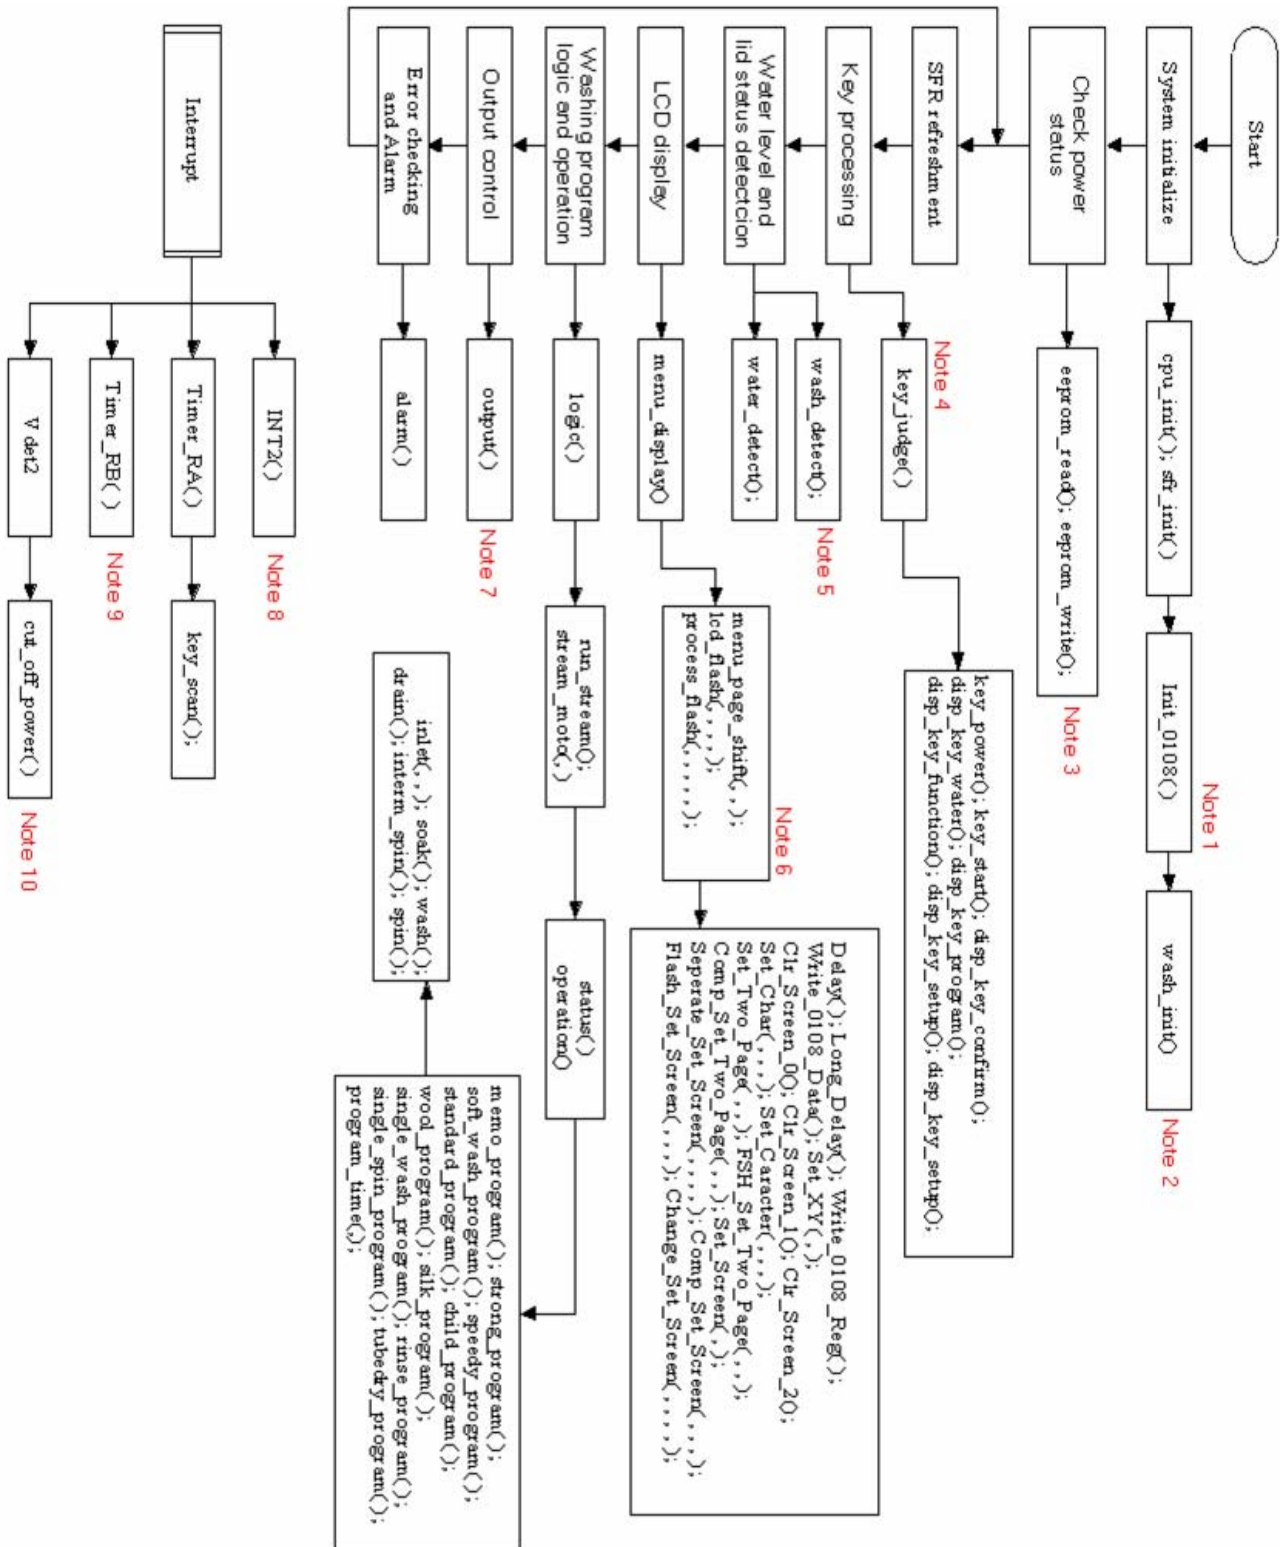 Start
System initialize
cpu_init(); sfr_init()
Init_0108()
Note 1
wash_init()
Note 2
Check power
status
eeprom_read(); eeprom_write();
Note 3
SFR refreshment
Key processing
key_judge()
Note 4
key_power(); key_start(); disp_key_confirm();
disp_key_water(); disp_key_program();
disp_key_function(); disp_key_setup(); disp_key_setup();
Water level and
lid status detectcion
wash_detect();
Note 5
water_detect();
LCD display
menu_display()
menu_page_shift(,,);
lcd_flash(,,,,);
process_flash(,,,,,);
Note 6
Delay(); Long_Delay(); Write_0108_Reg();
Write_0108_Data(); Set_XY(,);
Clr_Screen_0(); Clr_Screen_1(); Clr_Screen_2();
Set_Char(,,,); Set_Caracter(,,,);
Set_Two_Page(,,); FSH_Set_Two_Page(,,);
Comp_Set_Two_Page(,,); Set_Screen(,);
Seperate_Set_Screen(,,,,); Comp_Set_Screen(,,,);
Flash_Set_Screen(,,,); Change_Set_Screen(,,,,);
Washing program
logic and operation
logic()
run_stream();
stream_moto(,)
status()
operation()
memo_program(); strong_program();
soft_wash_program(); speedy_program();
standard_program(); child_program();
wool_program(); silk_program();
single_wash_program(); rinse_program();
single_spin_program(); tubedry_program();
program_time(,);
inlet(,,); soak(); wash();
drain(); interm_spin(); spin();
Output control
output()
Note 7
Error checking
and Alarm
alarm()
Interrupt
INT2()
Note 8
Timer_RA()
key_scan();
Timer_RB()
Note 9
Vdet2
cut_off_power()
Note 10